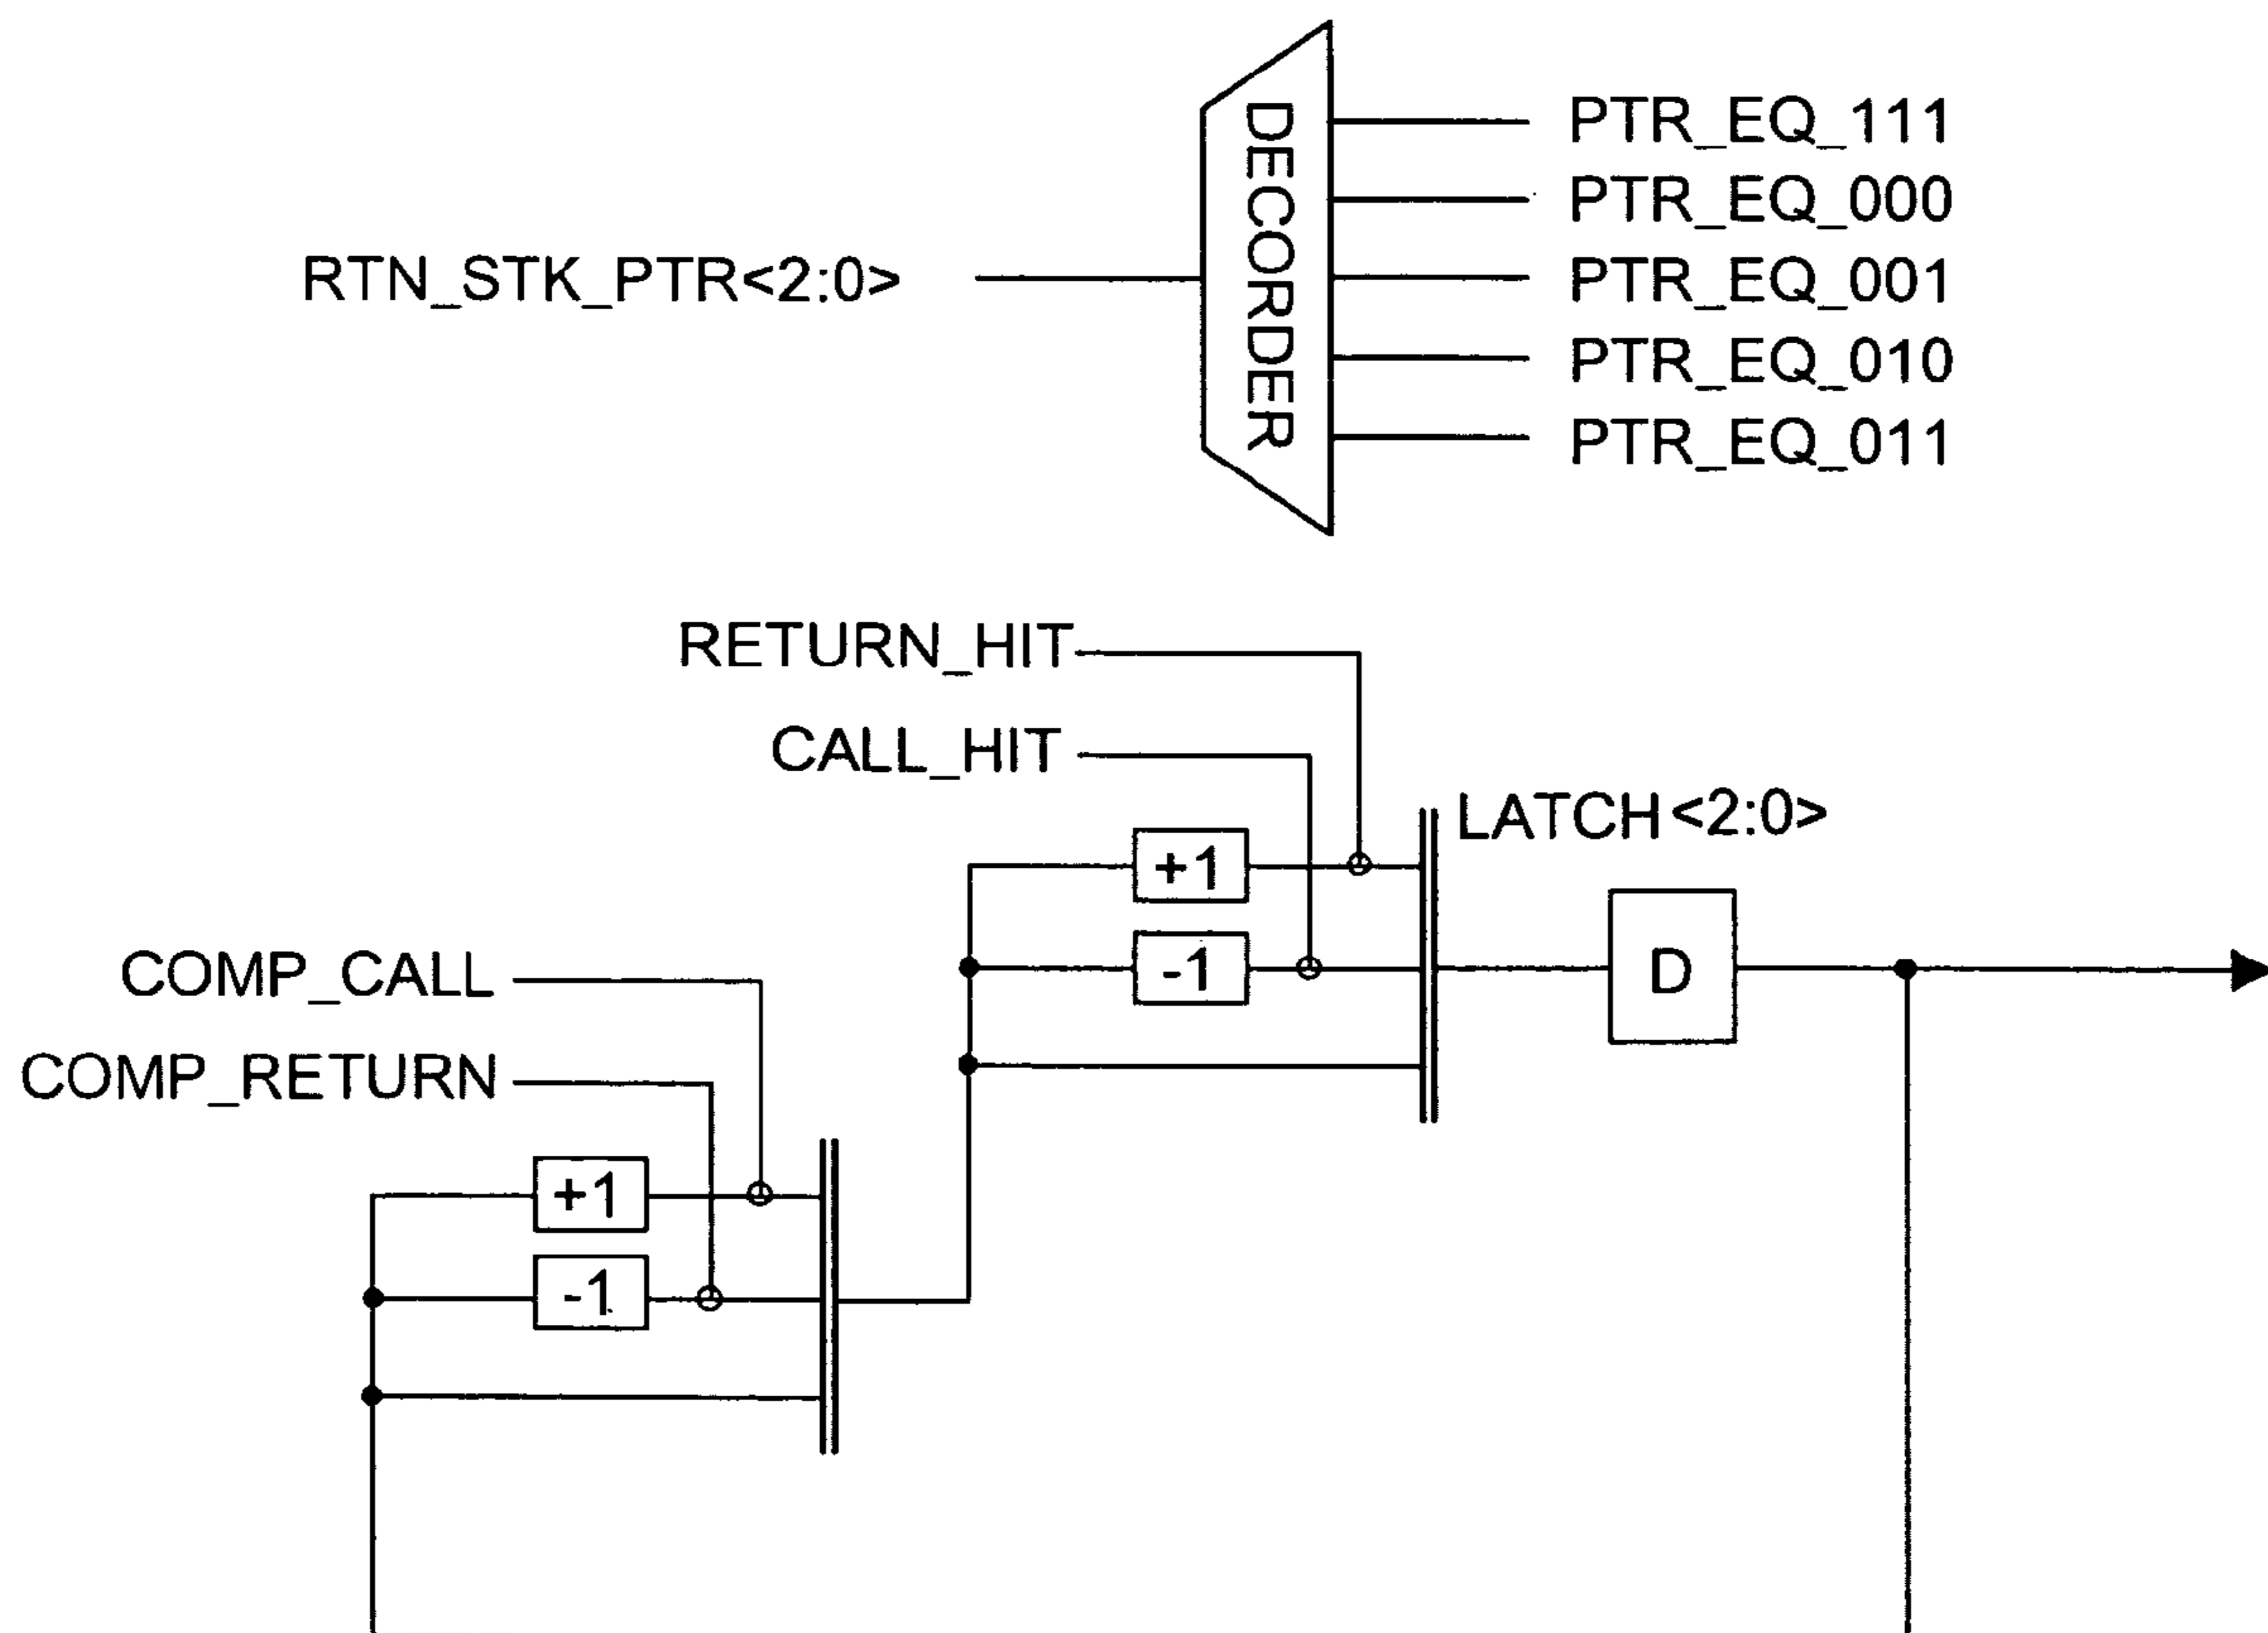 DECORDER
PTR_EQ_111
PTR_EQ_000
RTN_STK_PTR<2:0>
PTR_EQ_001
PTR_EQ_010
PTR_EQ_011
RETURN_HIT
CALL_HIT
LATCH<2:0>
+1
-1
D
COMP_CALL
COMP_RETURN
+1
-1